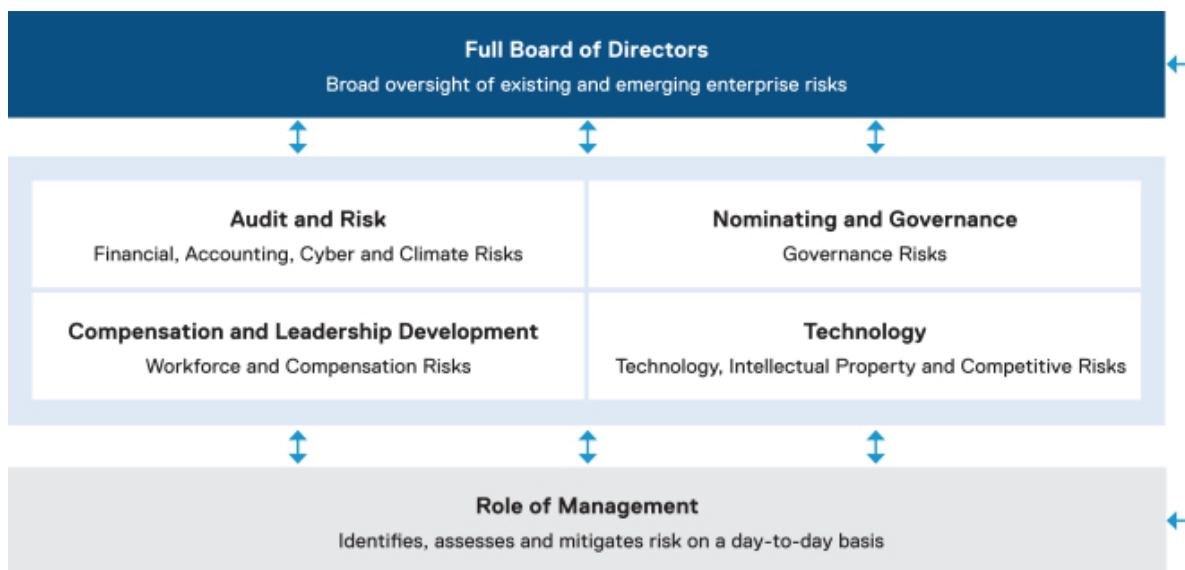 Full Board of Directors
Broad oversight of existing and emerging enterprise risks
Audit and Risk
Financial, Accounting, Cyber and Climate Risks
Nominating and Governance
Governance Risks
Compensation and Leadership Development
Workforce and Compensation Risks
Technology
Technology, Intellectual Property and Competitive Risks
Role of Management
Identifies, assesses and mitigates risk on a day-to-day basis